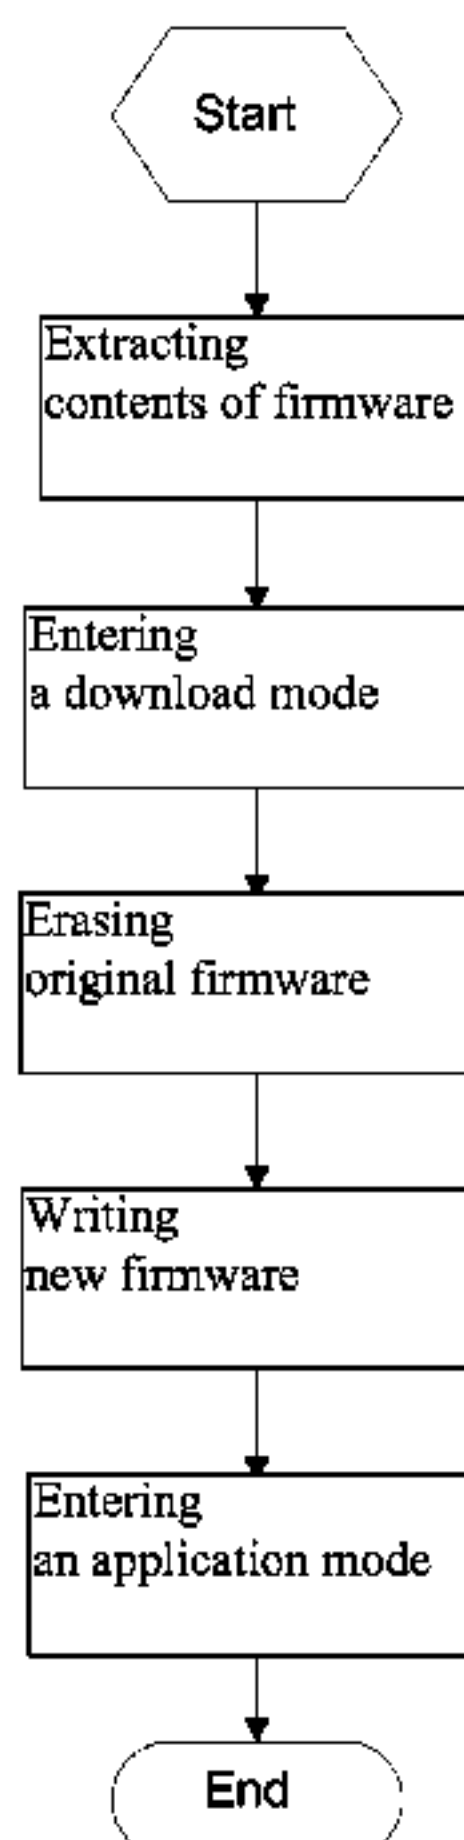 Start
Extracting
contents of firmware
Entering
a download mode
Erasing
original firmware
Writing
new firmware
Entering
an application mode
End